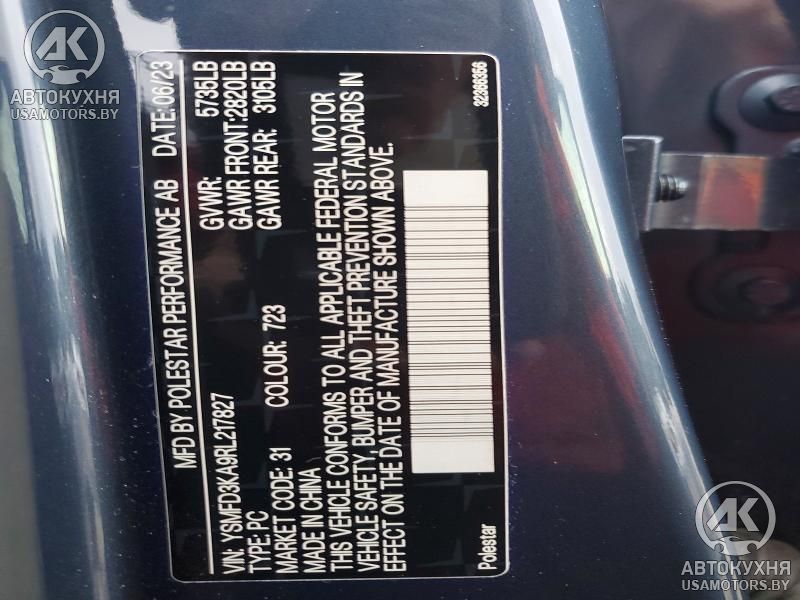 MFD BY POLESTAR PERFORMANCE AB DATE: 06/23
VIN: YSMFD3KA9RL217827 GVWR: 5735LB
TYPE: PC GAWR FRONT: 2820LB
MARKET CODE: 31 COLOUR: 723 GAWR REAR: 3105LB
MADE IN CHINA
THIS VEHICLE CONFORMS TO ALL APPLICABLE FEDERAL MOTOR
VEHICLE SAFETY, BUMPER AND THEFT PREVENTION STANDARDS IN
EFFECT ON THE DATE OF MANUFACTURE SHOWN ABOVE.
Polestar 32366356
АК
АВТОКУХНЯ
USAMOTORS.BY
АК
АВТОКУХНЯ
USAMOTORS.BY